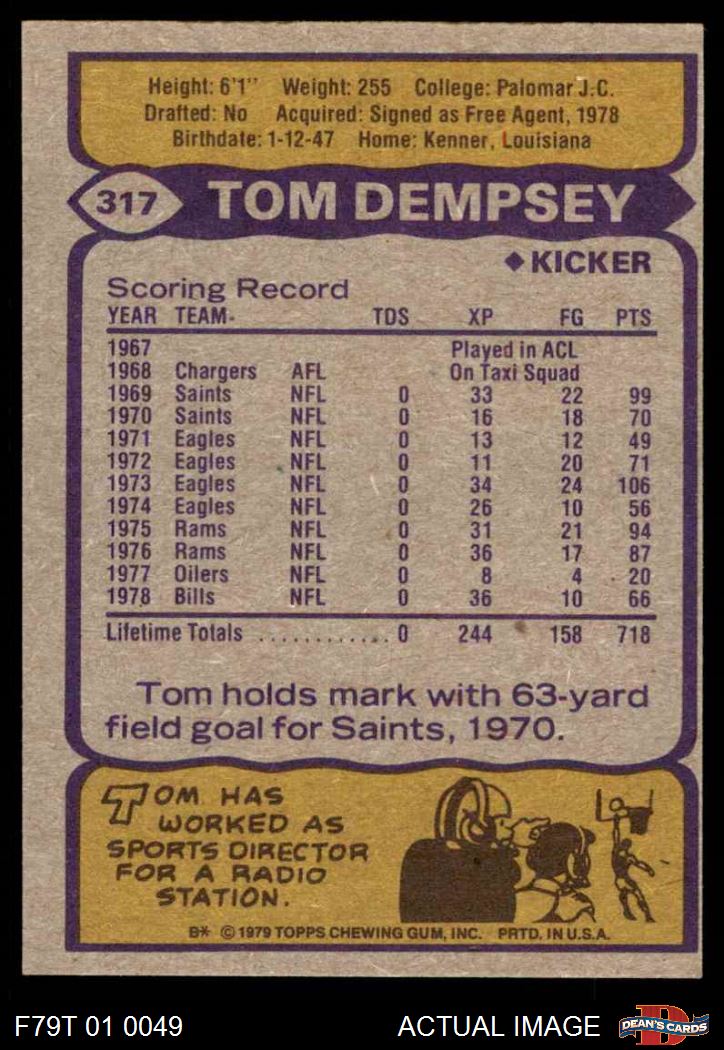 Height: 6'1" Weight: 255 College: Palomar J.C.
Drafted: No Acquired: Signed as Free Agent, 1978
Birthdate: 1-12-47 Home: Kenner, Louisiana
317 TOM DEMPSEY
◆ KICKER
Scoring Record
YEAR TEAM TDS XP FG PTS
1967 Played in ACL
1968 Chargers AFL On Taxi Squad
1969 Saints NFL 0 33 22 99
1970 Saints NFL 0 16 18 70
1971 Eagles NFL 0 13 12 49
1972 Eagles NFL 0 11 20 71
1973 Eagles NFL 0 34 24 106
1974 Eagles NFL 0 26 10 56
1975 Rams NFL 0 31 21 94
1976 Rams NFL 0 36 17 87
1977 Oilers NFL 0 8 4 20
1978 Bills NFL 0 36 10 66
Lifetime Totals ............ 0 244 158 718
Tom holds mark with 63-yard
field goal for Saints, 1970.
TOM HAS
WORKED AS
SPORTS DIRECTOR
FOR A RADIO
STATION.
B* © 1979 TOPPS CHEWING GUM, INC. PRTD. IN U.S.A.
F79T 01 0049 ACTUAL IMAGE D DEAN'S CARDS